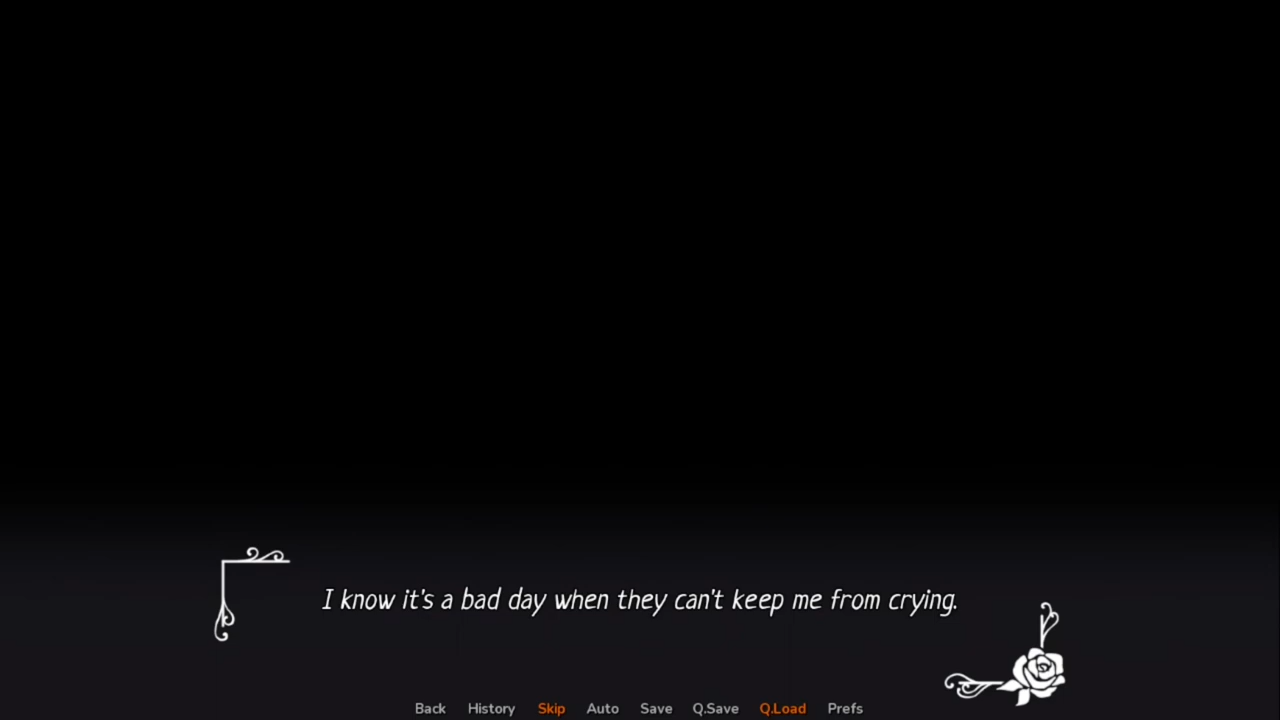 I know it's a bad day when they can't keep me from crying.
Back History Skip Auto Save Q.Save Q.Load Prefs